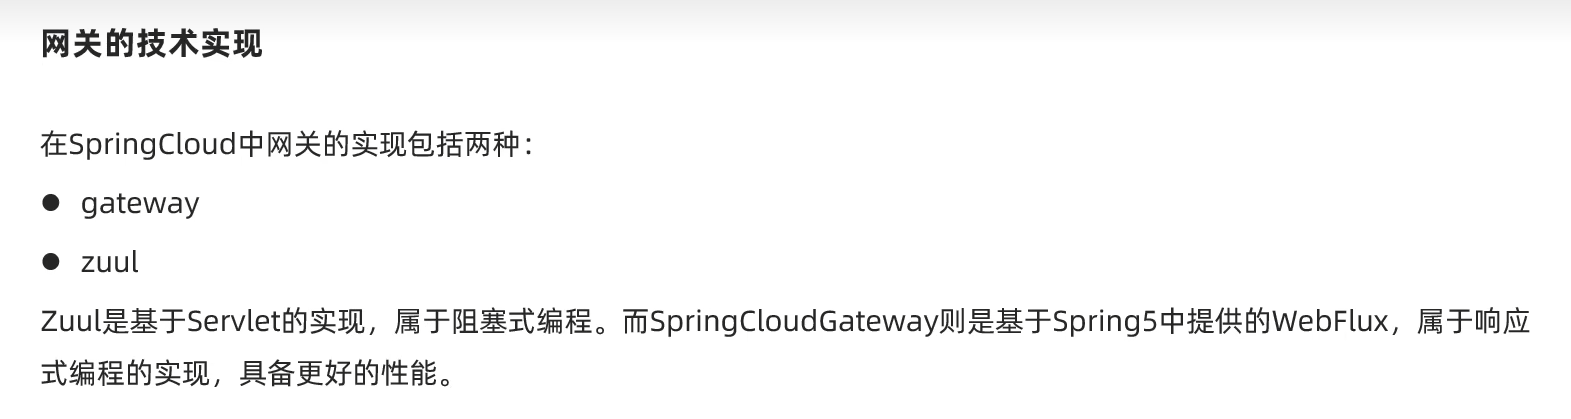 网关的技术实现
在SpringCloud中网关的实现包括两种：
● gateway
● zuul
Zuul是基于Servlet的实现，属于阻塞式编程。而SpringCloudGateway则是基于Spring5中提供的WebFlux，属于响应
式编程的实现，具备更好的性能。